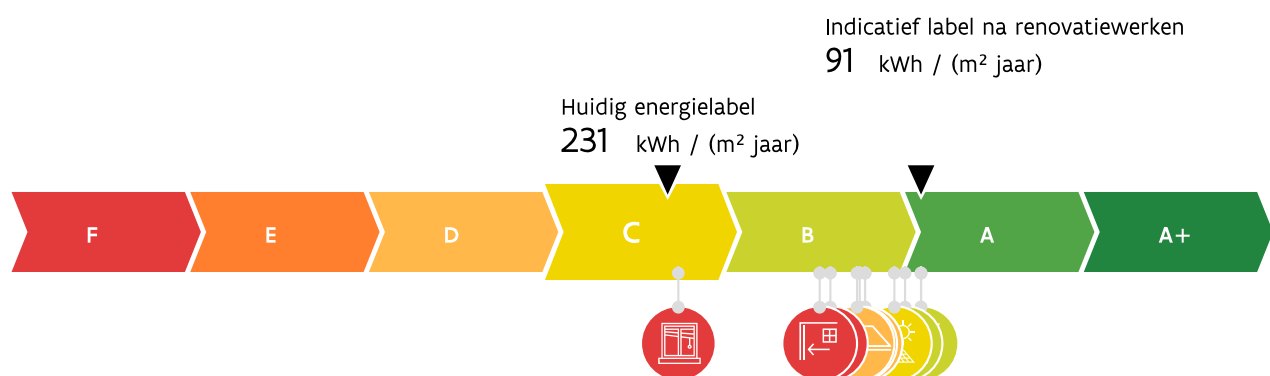 Indicatief label na renovatiewerken
91 kWh / (m² jaar)
Huidig energielabel
231 kWh / (m² jaar)
F E D C B A A+